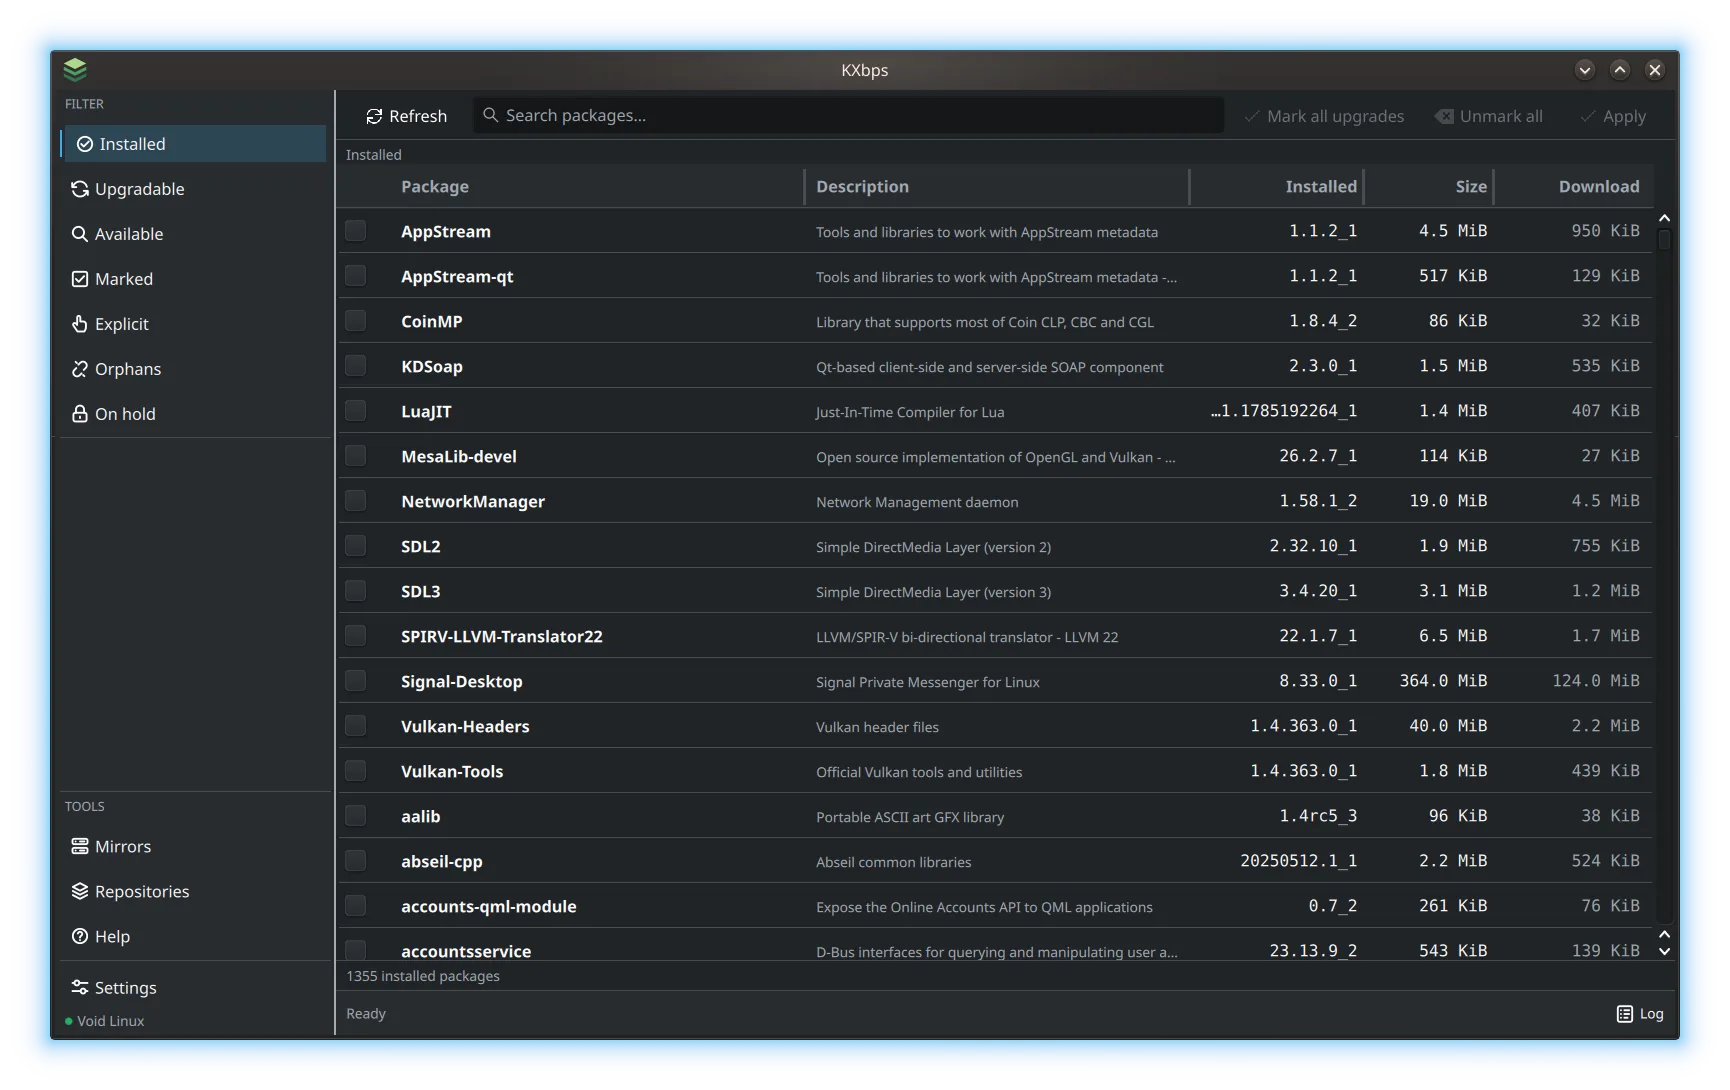 KXbps
FILTER
Installed
Upgradable
Available
Marked
Explicit
Orphans
On hold
TOOLS
Mirrors
Repositories
Help
Settings
Void Linux
Refresh Search packages... Mark all upgrades Unmark all Apply
Installed
Package Description Installed Size Download
AppStream Tools and libraries to work with AppStream metadata 1.1.2_1 4.5 MiB 950 KiB
AppStream-qt Tools and libraries to work with AppStream metadata -... 1.1.2_1 517 KiB 129 KiB
CoinMP Library that supports most of Coin CLP, CBC and CGL 1.8.4_2 86 KiB 32 KiB
KDSoap Qt-based client-side and server-side SOAP component 2.3.0_1 1.5 MiB 535 KiB
LuaJIT Just-In-Time Compiler for Lua …1.1785192264_1 1.4 MiB 407 KiB
MesaLib-devel Open source implementation of OpenGL and Vulkan - ... 26.2.7_1 114 KiB 27 KiB
NetworkManager Network Management daemon 1.58.1_2 19.0 MiB 4.5 MiB
SDL2 Simple DirectMedia Layer (version 2) 2.32.10_1 1.9 MiB 755 KiB
SDL3 Simple DirectMedia Layer (version 3) 3.4.20_1 3.1 MiB 1.2 MiB
SPIRV-LLVM-Translator22 LLVM/SPIR-V bi-directional translator - LLVM 22 22.1.7_1 6.5 MiB 1.7 MiB
Signal-Desktop Signal Private Messenger for Linux 8.33.0_1 364.0 MiB 124.0 MiB
Vulkan-Headers Vulkan header files 1.4.363.0_1 40.0 MiB 2.2 MiB
Vulkan-Tools Official Vulkan tools and utilities 1.4.363.0_1 1.8 MiB 439 KiB
aalib Portable ASCII art GFX library 1.4rc5_3 96 KiB 38 KiB
abseil-cpp Abseil common libraries 20250512.1_1 2.2 MiB 524 KiB
accounts-qml-module Expose the Online Accounts API to QML applications 0.7_2 261 KiB 76 KiB
accountsservice D-Bus interfaces for querying and manipulating user a... 23.13.9_2 543 KiB 139 KiB
1355 installed packages
Ready Log